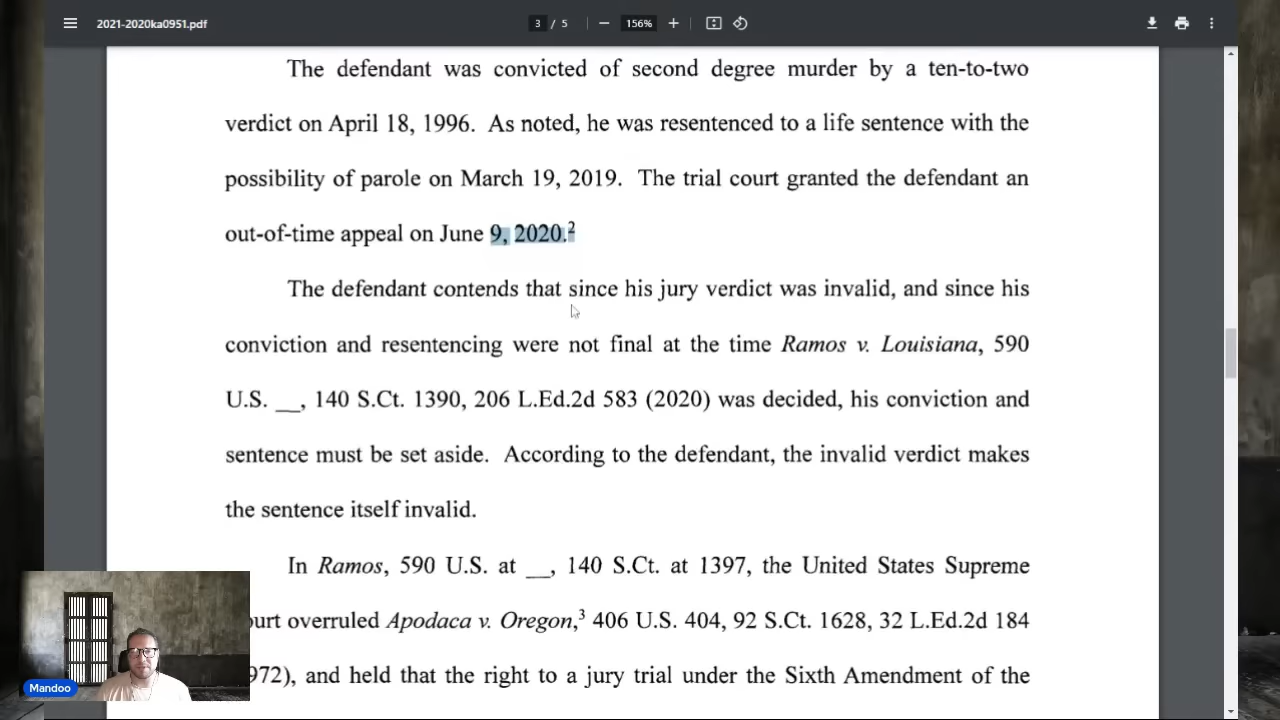 2021-2020ka0951.pdf
3 / 5
156%
The defendant was convicted of second degree murder by a ten-to-two
verdict on April 18, 1996. As noted, he was resentenced to a life sentence with the
possibility of parole on March 19, 2019. The trial court granted the defendant an
out-of-time appeal on June 9, 2020.2
The defendant contends that since his jury verdict was invalid, and since his
conviction and resentencing were not final at the time Ramos v. Louisiana, 590
U.S. __, 140 S.Ct. 1390, 206 L.Ed.2d 583 (2020) was decided, his conviction and
sentence must be set aside. According to the defendant, the invalid verdict makes
the sentence itself invalid.
In Ramos, 590 U.S. at __, 140 S.Ct. at 1397, the United States Supreme
urt overruled Apodaca v. Oregon,3 406 U.S. 404, 92 S.Ct. 1628, 32 L.Ed.2d 184
972), and held that the right to a jury trial under the Sixth Amendment of the
Mandoo